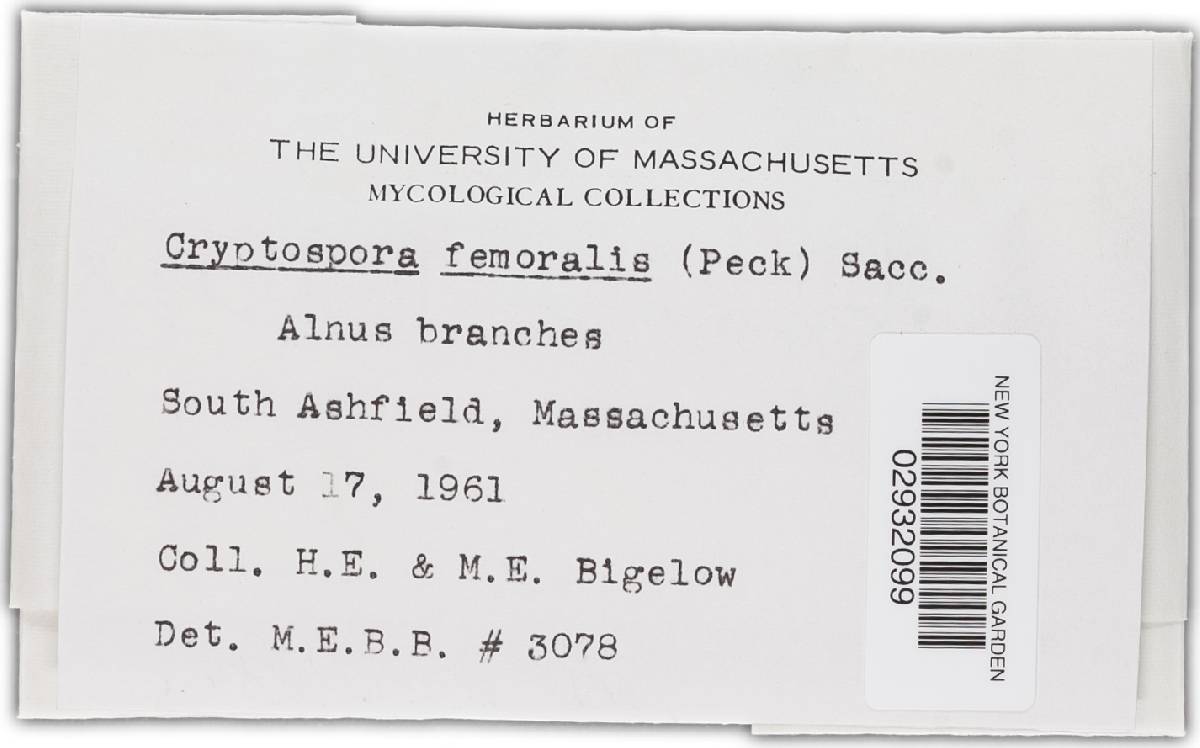 HERBARIUM OF
THE UNIVERSITY OF MASSACHUSETTS
MYCOLOGICAL COLLECTIONS
Cryptospora femoralis (Peck) Sacc.
Alnus branches
South Ashfield, Massachusetts
August 17, 1961
Coll. H.E. & M.E. Bigelow
Det. M.E.B.B. # 3078
NEW YORK BOTANICAL GARDEN
02932099